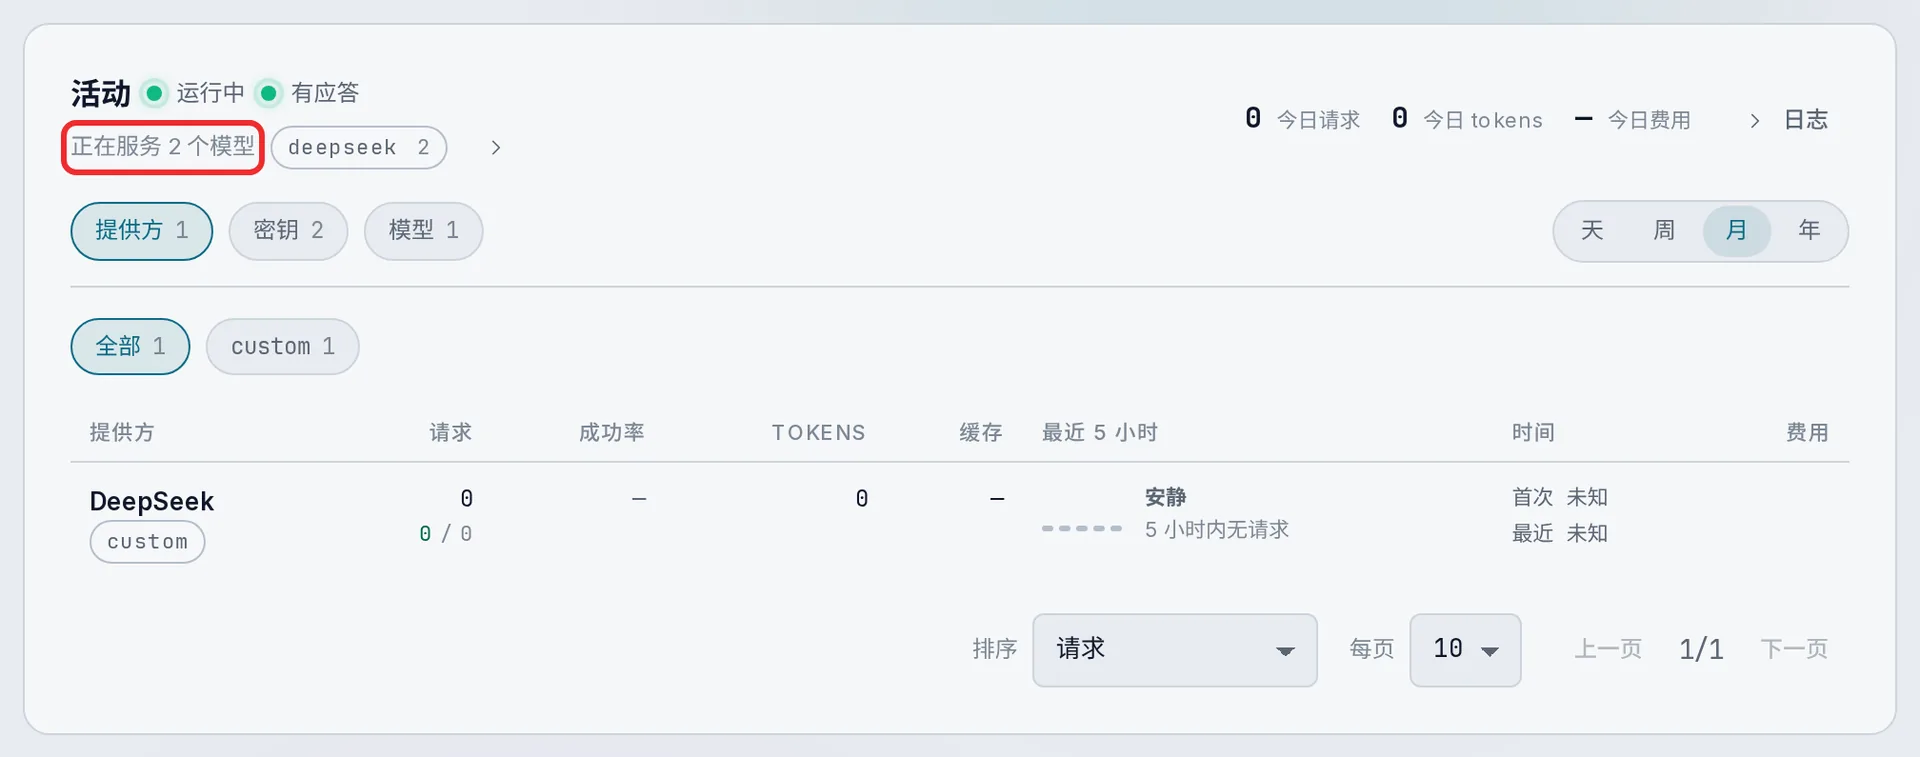 活动 运行中 有应答
正在服务 2 个模型 deepseek 2 >
0 今日请求 0 今日 tokens — 今日费用 > 日志
提供方 1 密钥 2 模型 1
天 周 月 年
全部 1 custom 1
提供方 请求 成功率 TOKENS 缓存 最近 5 小时 时间 费用
DeepSeek 0 — 0 — 安静 首次 未知
custom 0 / 0 5 小时内无请求 最近 未知
排序 请求 每页 10 上一页 1/1 下一页